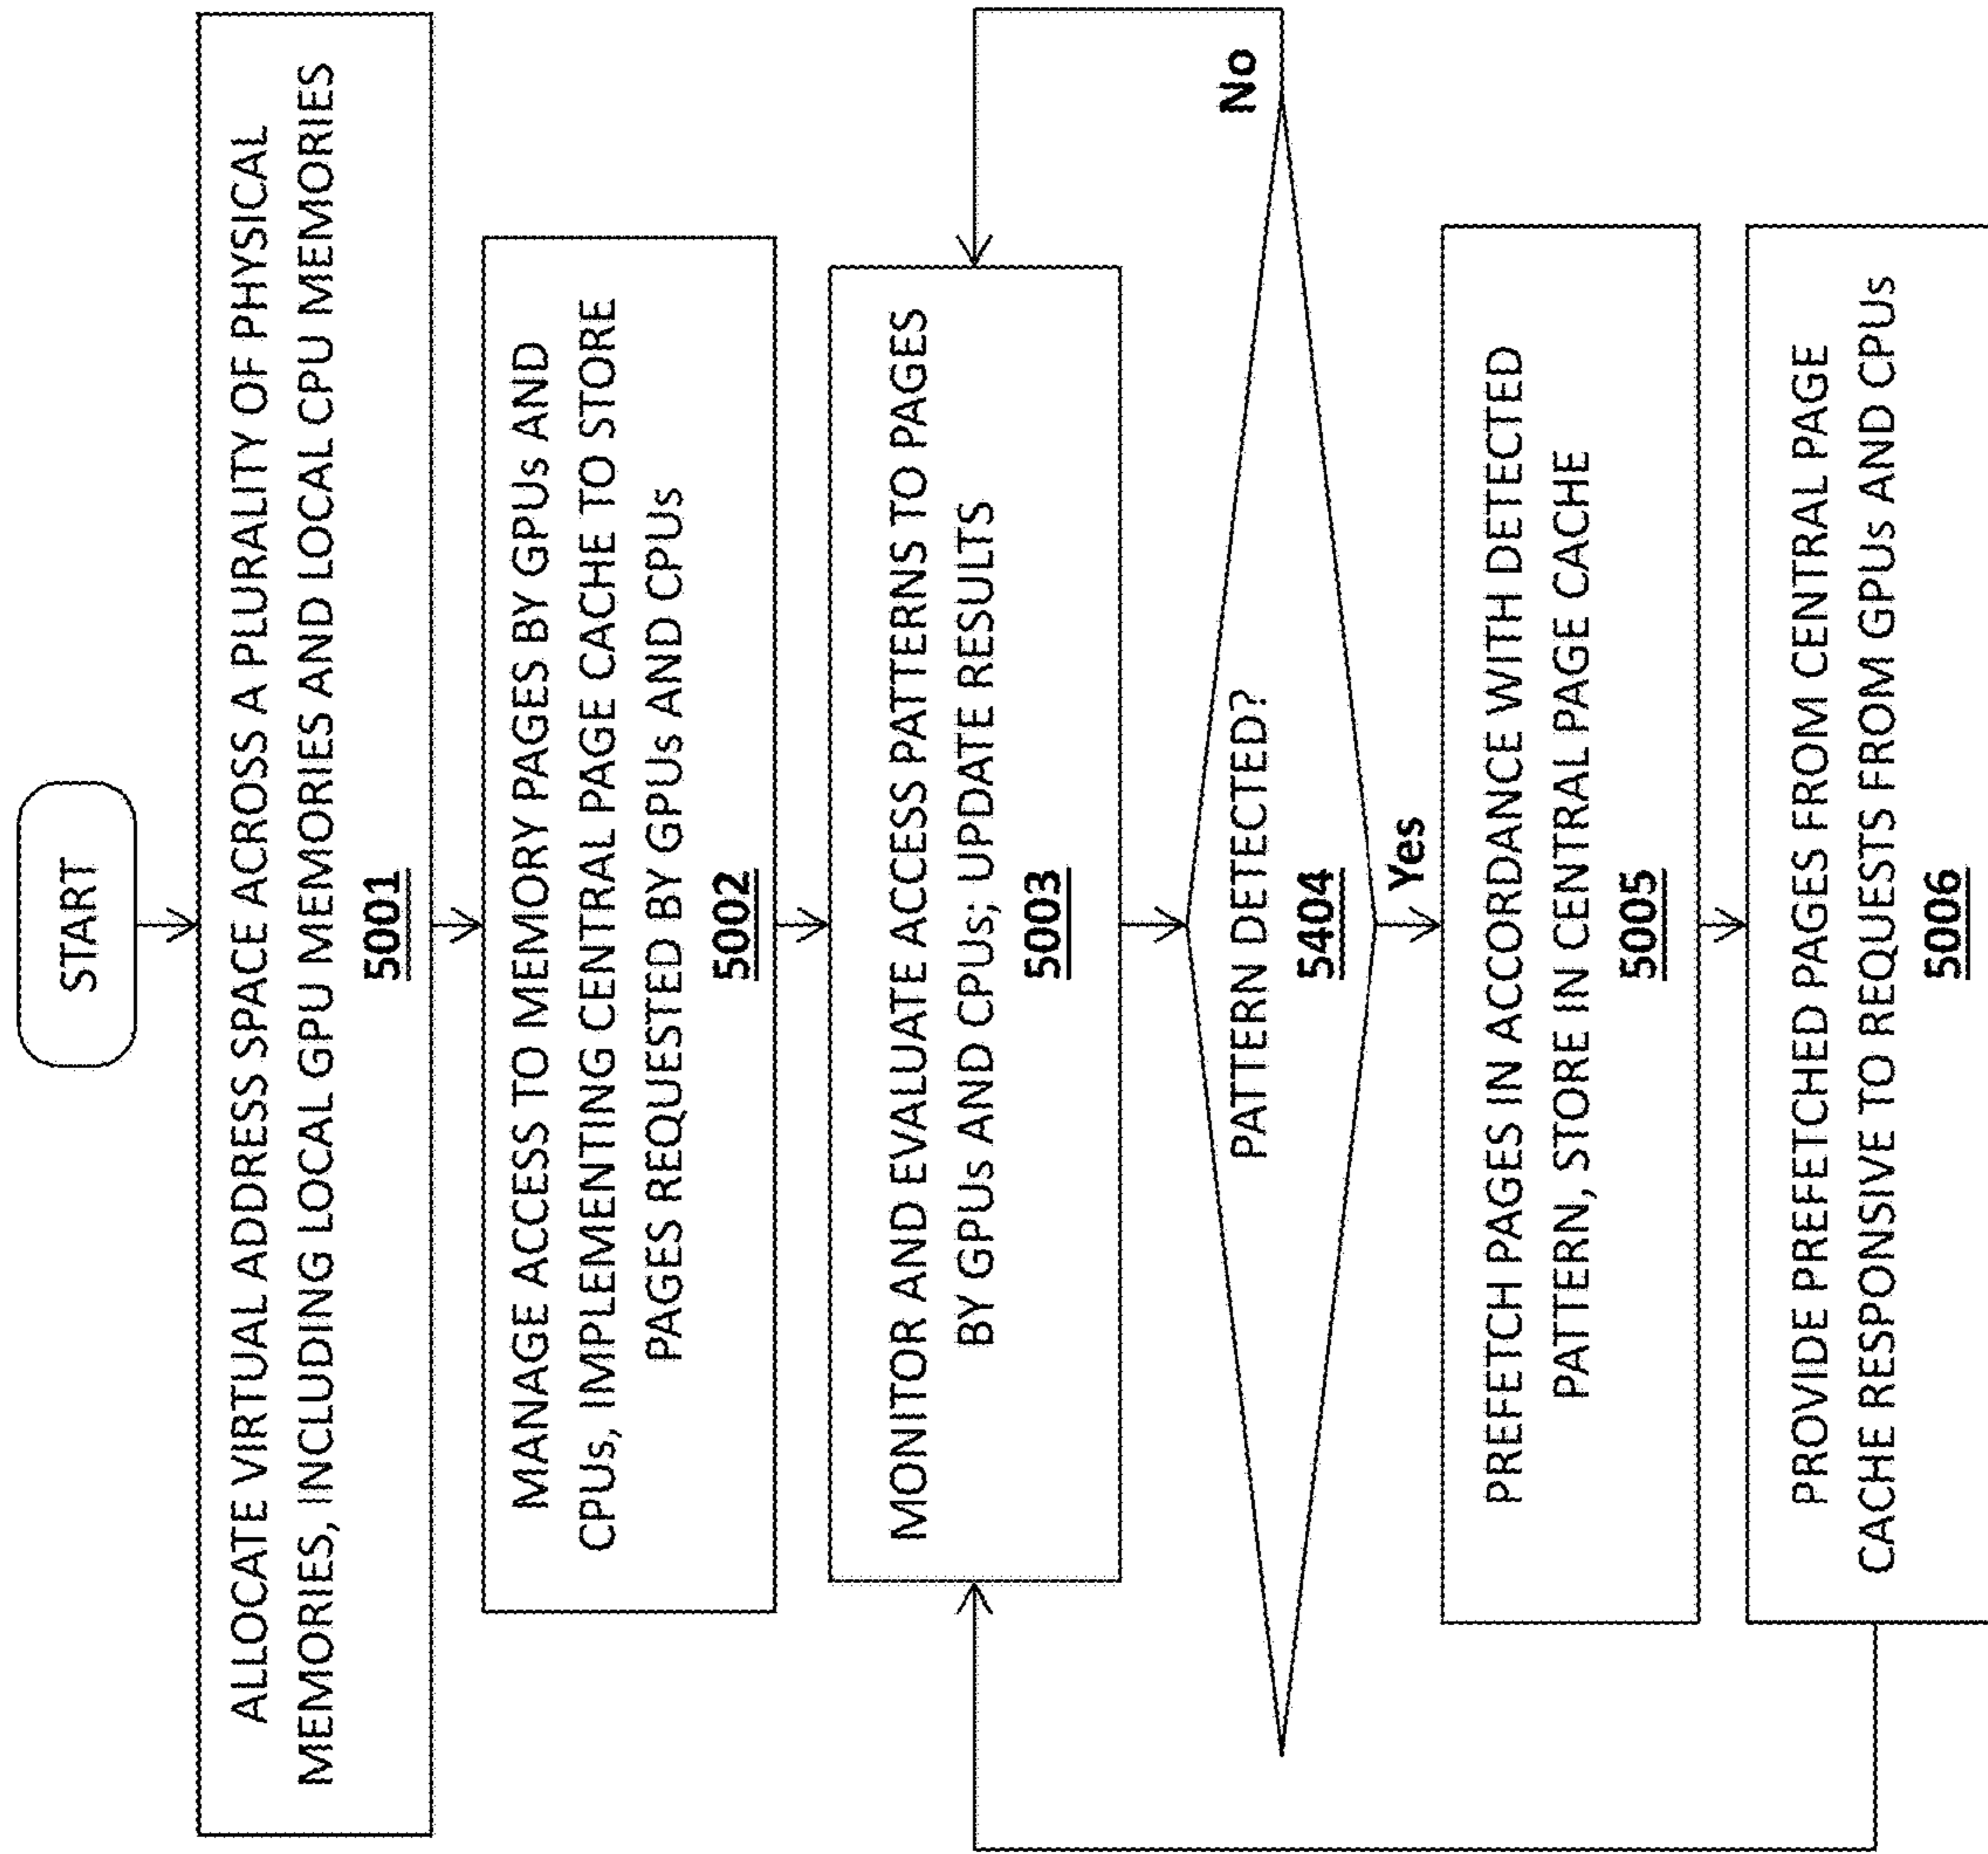 START
ALLOCATE VIRTUAL ADDRESS SPACE ACROSS A PLURALITY OF PHYSICAL
MEMORIES, INCLUDING LOCAL GPU MEMORIES AND LOCAL CPU MEMORIES
5001
MANAGE ACCESS TO MEMORY PAGES BY GPUs AND
CPUs, IMPLEMENTING CENTRAL PAGE CACHE TO STORE
PAGES REQUESTED BY GPUs AND CPUs
5002
MONITOR AND EVALUATE ACCESS PATTERNS TO PAGES
BY GPUs AND CPUs; UPDATE RESULTS
5003
PATTERN DETECTED?
5404
No
Yes
PREFETCH PAGES IN ACCORDANCE WITH DETECTED
PATTERN, STORE IN CENTRAL PAGE CACHE
5005
PROVIDE PREFETCHED PAGES FROM CENTRAL PAGE
CACHE RESPONSIVE TO REQUESTS FROM GPUs AND CPUs
5006